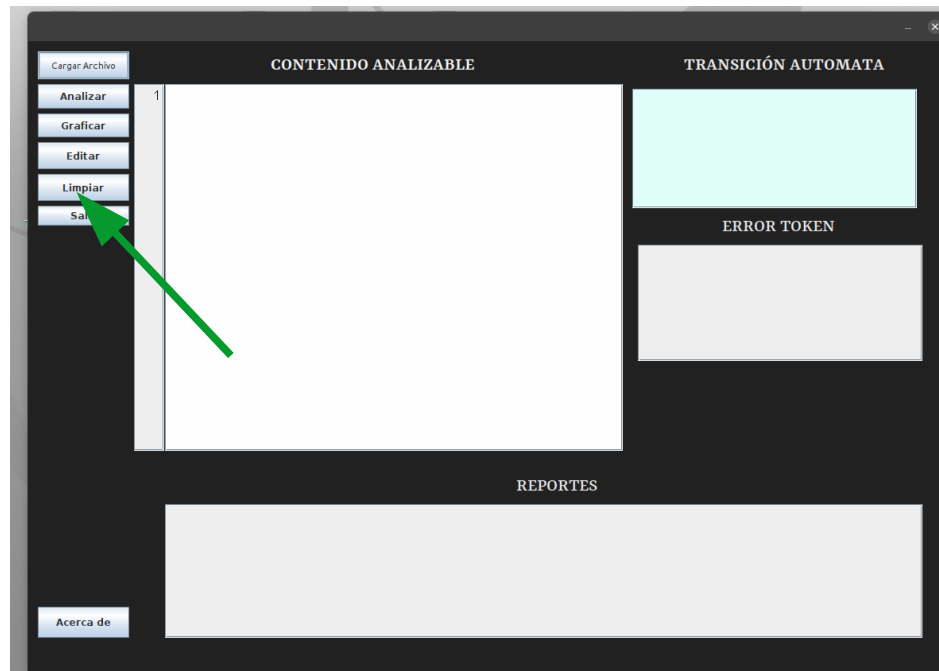 Cargar Archivo
CONTENIDO ANALIZABLE
TRANSICIÓN AUTOMATA
Analizar
1
Graficar
Editar
Limpiar
ERROR TOKEN
REPORTES
Acerca de